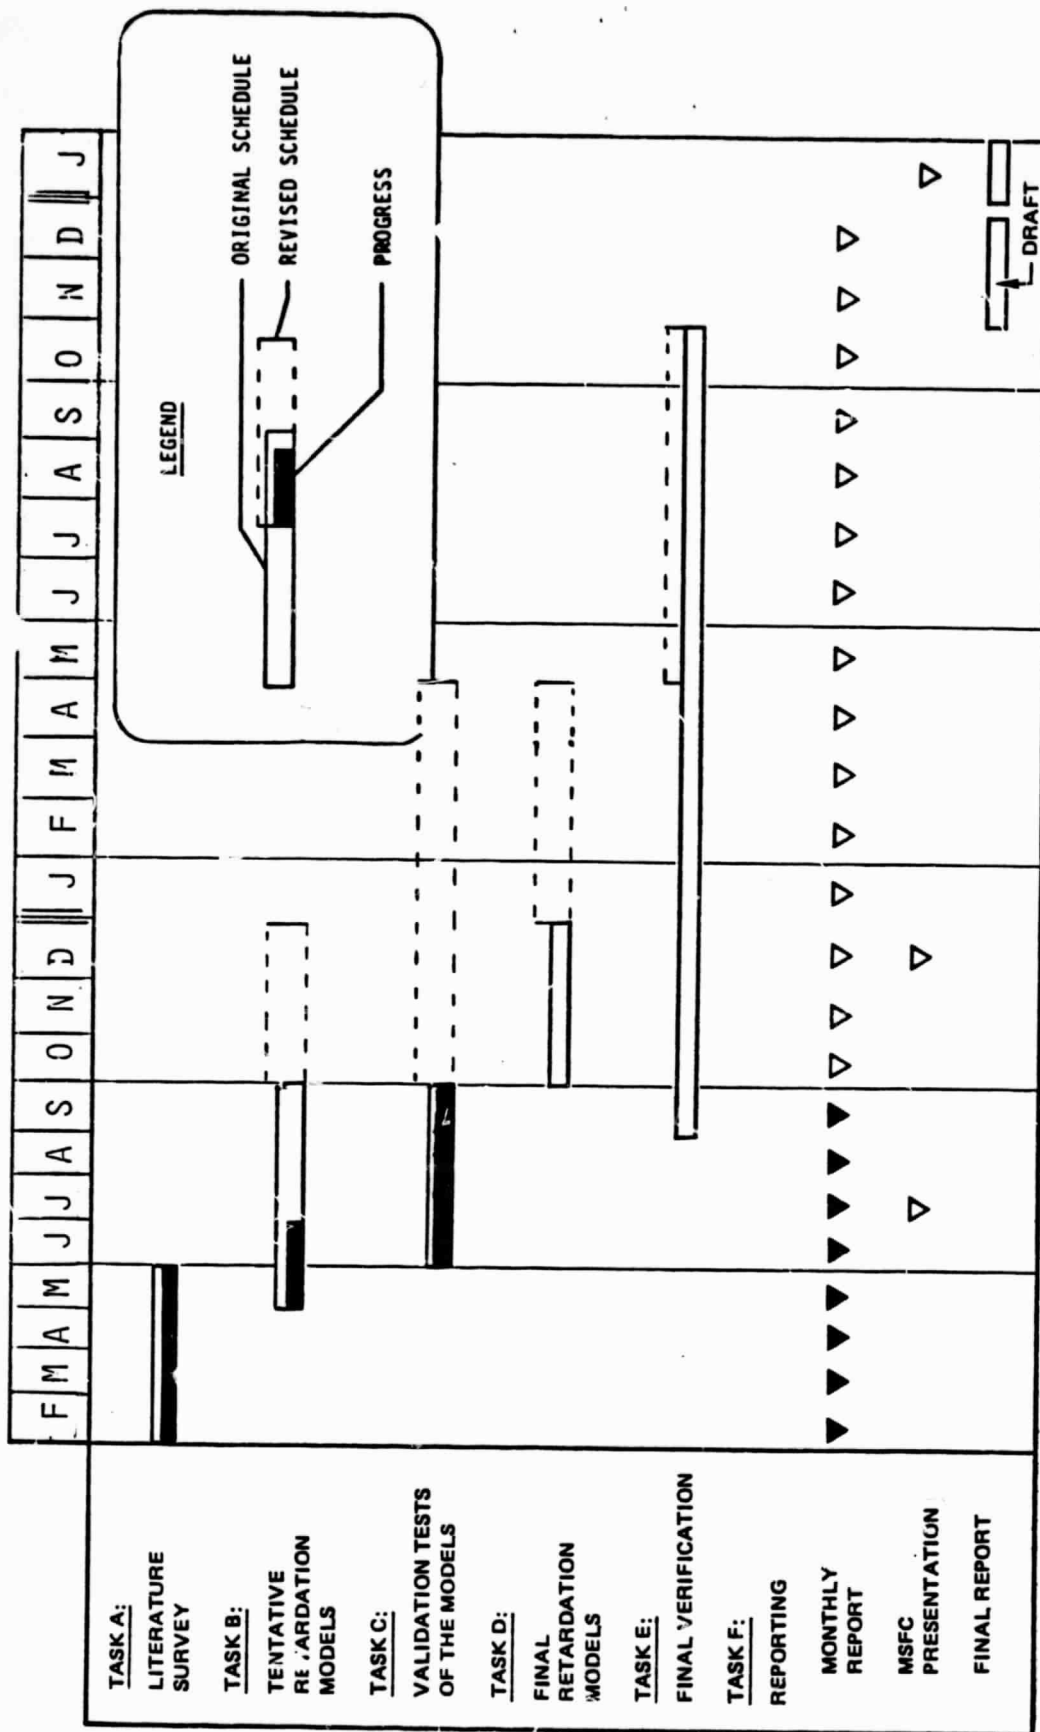 F M A M J J A S O N D J F M A M J J A S O N D J
LEGEND
ORIGINAL SCHEDULE
REVISED SCHEDULE
PROGRESS
TASK A:
LITERATURE
SURVEY
TASK B:
TENTATIVE
MODELS
TASK C:
VALIDATION TESTS
OF THE MODELS
TASK D:
FINAL
RETARDATION
MODELS
TASK E:
FINAL VERIFICATION
TASK F:
REPORTING
MONTHLY
REPORT
MSFC
PRESENTATION
FINAL REPORT
DRAFT